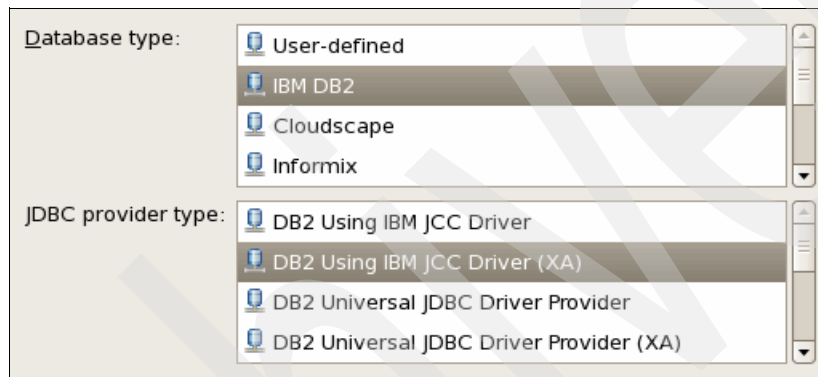 Database type:
User-defined
IBM DB2
Cloudscape
Informix
JDBC provider type:
DB2 Using IBM JCC Driver
DB2 Using IBM JCC Driver (XA)
DB2 Universal JDBC Driver Provider
DB2 Universal JDBC Driver Provider (XA)